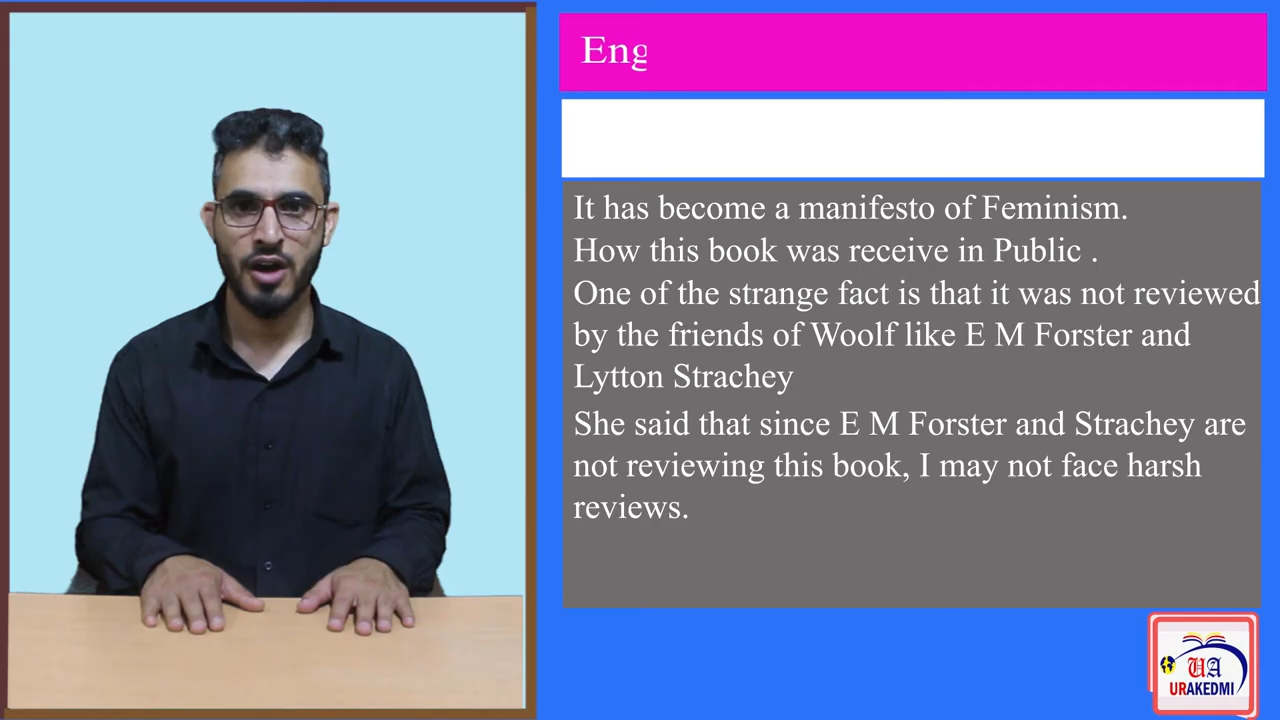 Eng
It has become a manifesto of Feminism.
How this book was receive in Public .
One of the strange fact is that it was not reviewed
by the friends of Woolf like E M Forster and
Lytton Strachey
She said that since E M Forster and Strachey are
not reviewing this book, I may not face harsh
reviews.
UA
URAKEDMI